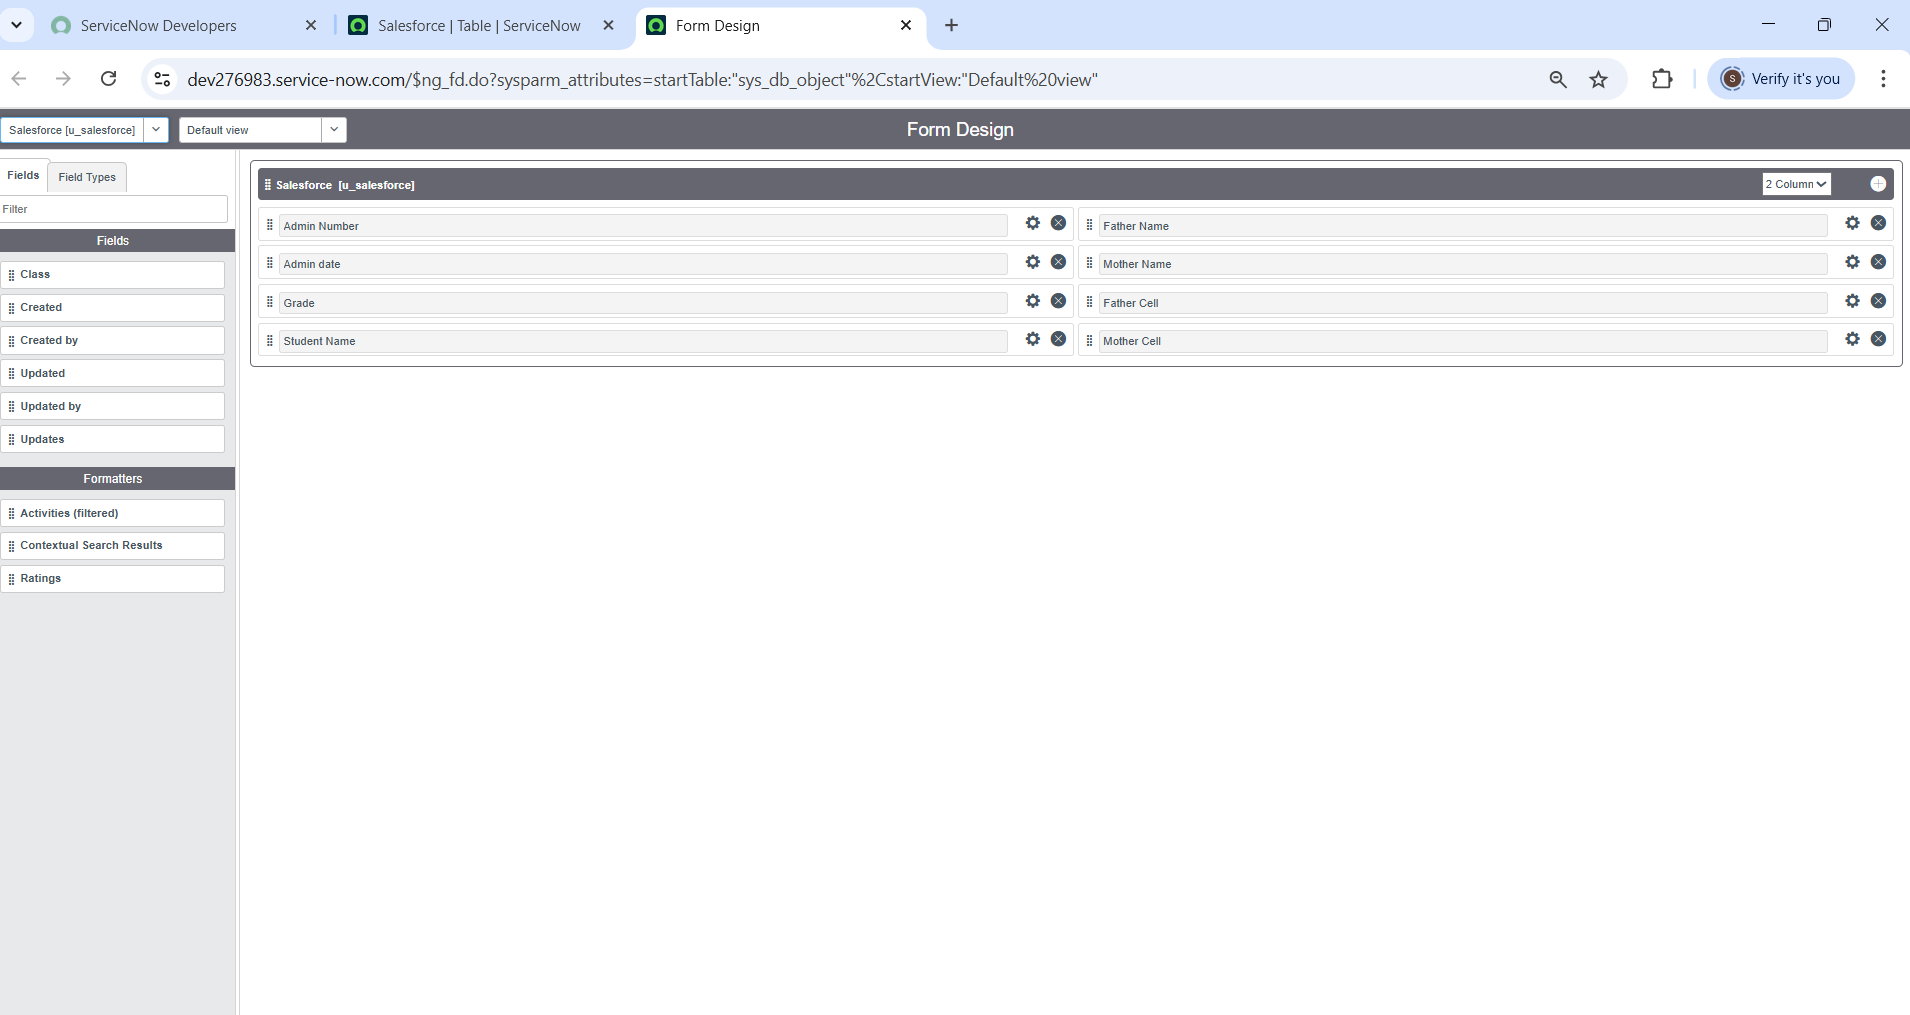 ServiceNow Developers
Salesforce | Table | ServiceNow
Form Design
dev276983.service-now.com/$ng_fd.do?sysparm_attributes=startTable:"sys_db_object"%2CstartView:"Default%20view"
S
Verify it's you
Salesforce [u_salesforce]
Default view
Form Design
Fields
Field Types
Filter
Fields
Class
Created
Created by
Updated
Updated by
Updates
Formatters
Activities (filtered)
Contextual Search Results
Ratings
Salesforce [u_salesforce]
2 Column
Admin Number
Father Name
Admin date
Mother Name
Grade
Father Cell
Student Name
Mother Cell